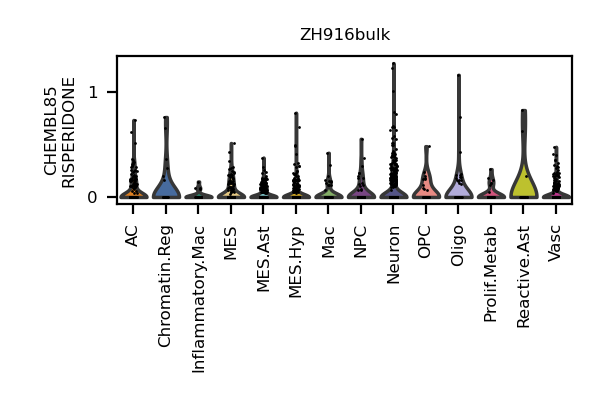 ZH916bulk
CHEMBL85
RISPERIDONE
1
0
AC
Chromatin.Reg
Inflammatory.Mac
MES
MES.Ast
MES.Hyp
Mac
NPC
Neuron
OPC
Oligo
Prolif.Metab
Reactive.Ast
Vasc